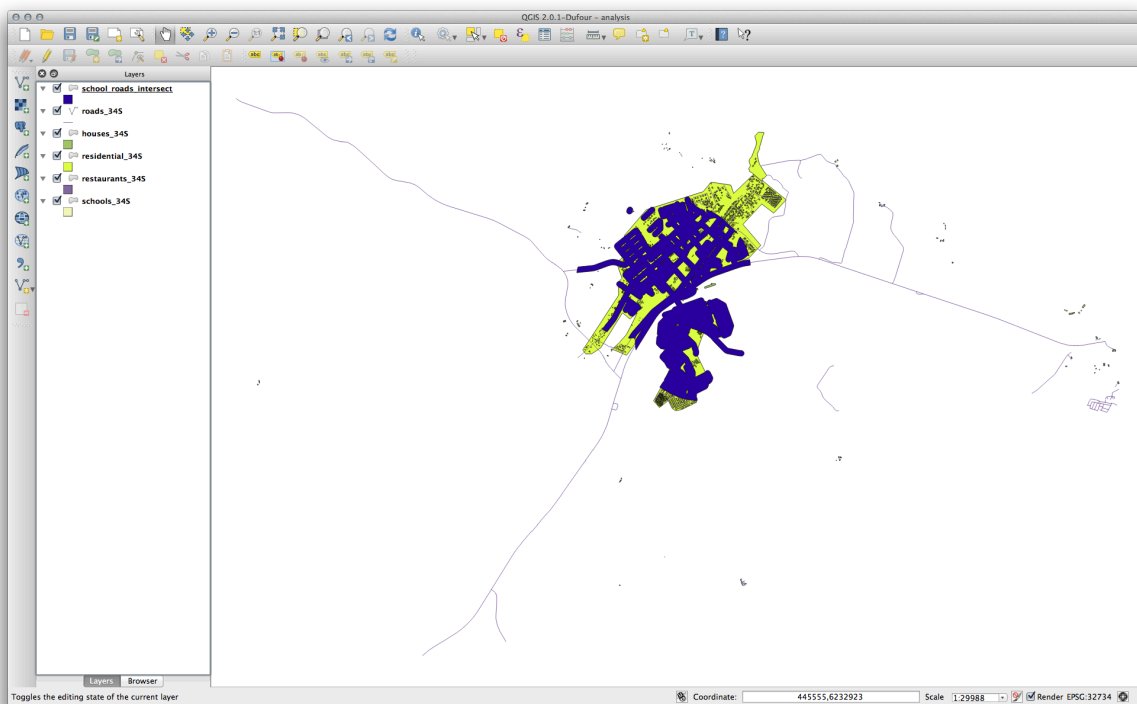 QGIS 2.0.1-Dufour - analysis
Layers
school_roads_intersect
roads_34S
houses_34S
residential_34S
restaurants_34S
schools_34S
Layers Browser
Toggles the editing state of the current layer
Coordinate: 445555,6232923 Scale 1:29988 Render EPSG:32734